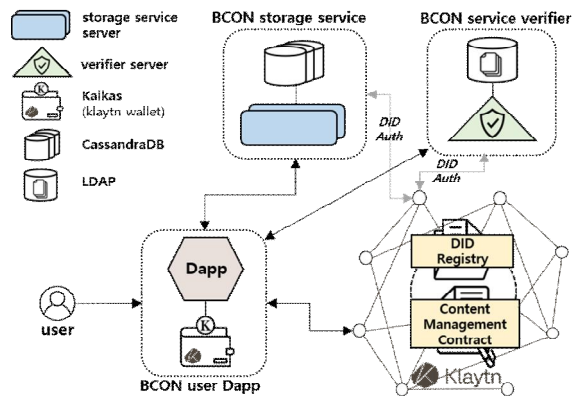 storage service
server
verifier server
Kaikas
(klaytn wallet)
CassandraDB
LDAP
BCON storage service
BCON service verifier
DID
Auth
DID
Auth
Dapp
K
BCON user Dapp
user
DID
Registry
Content
Management
Contract
Klaytn